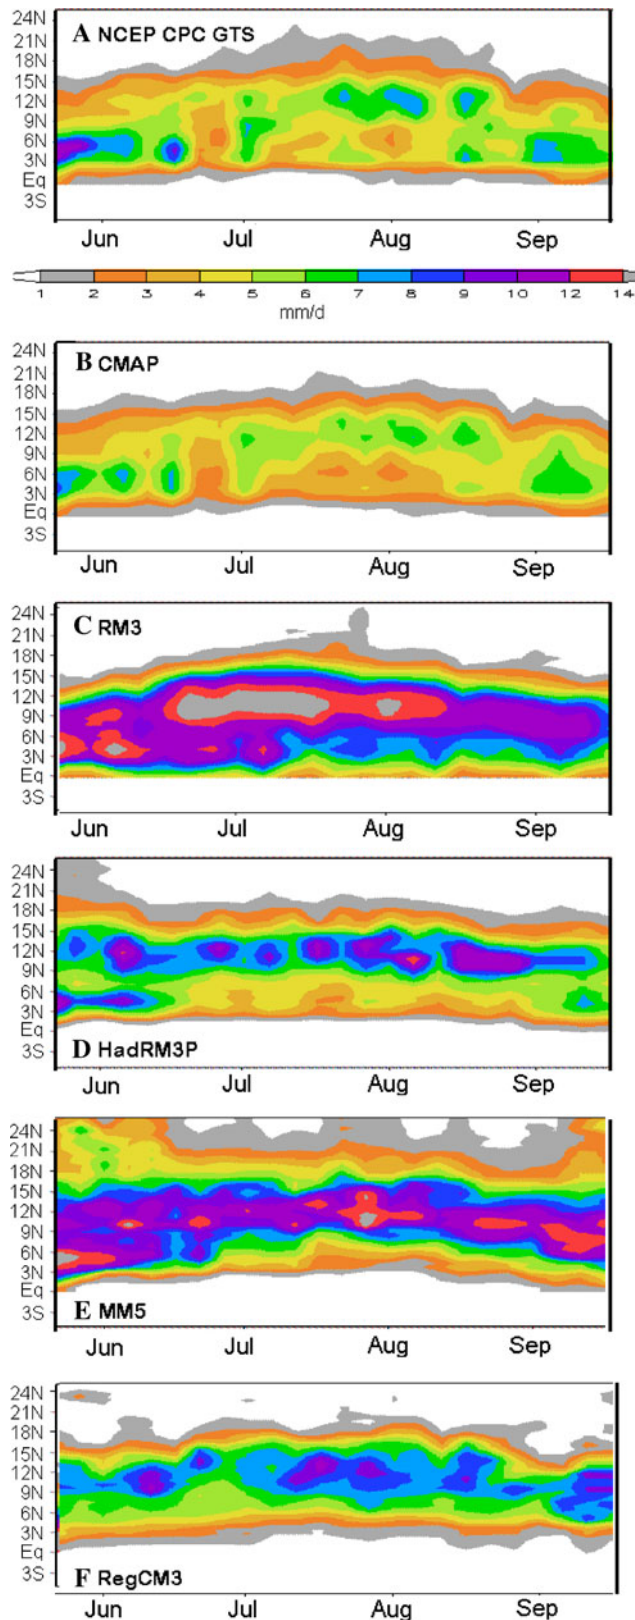 24N
A NCEP CPC GTS
21N
18N
15N
12N
9N
6N
3N
Eq
3S
Jun Jul Aug Sep
1 2 3 4 5 6 7 8 9 10 12 14
mm/d
24N
B CMAP
21N
18N
15N
12N
9N
6N
3N
Eq
3S
Jun Jul Aug Sep
24N
C RM3
21N
18N
15N
12N
9N
6N
3N
Eq
3S
Jun Jul Aug Sep
24N
21N
18N
15N
12N
9N
6N
3N
Eq
3S
D HadRM3P
Jun Jul Aug Sep
24N
21N
18N
15N
12N
9N
6N
3N
Eq
3S
E MM5
Jun Jul Aug Sep
24N
21N
18N
15N
12N
9N
6N
3N
Eq
3S
F RegCM3
Jun Jul Aug Sep